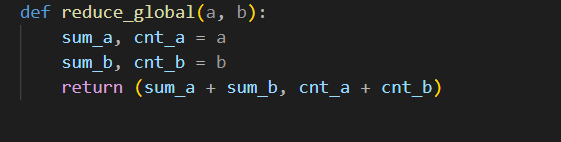 def reduce_global(a, b):
    sum_a, cnt_a = a
    sum_b, cnt_b = b
    return (sum_a + sum_b, cnt_a + cnt_b)